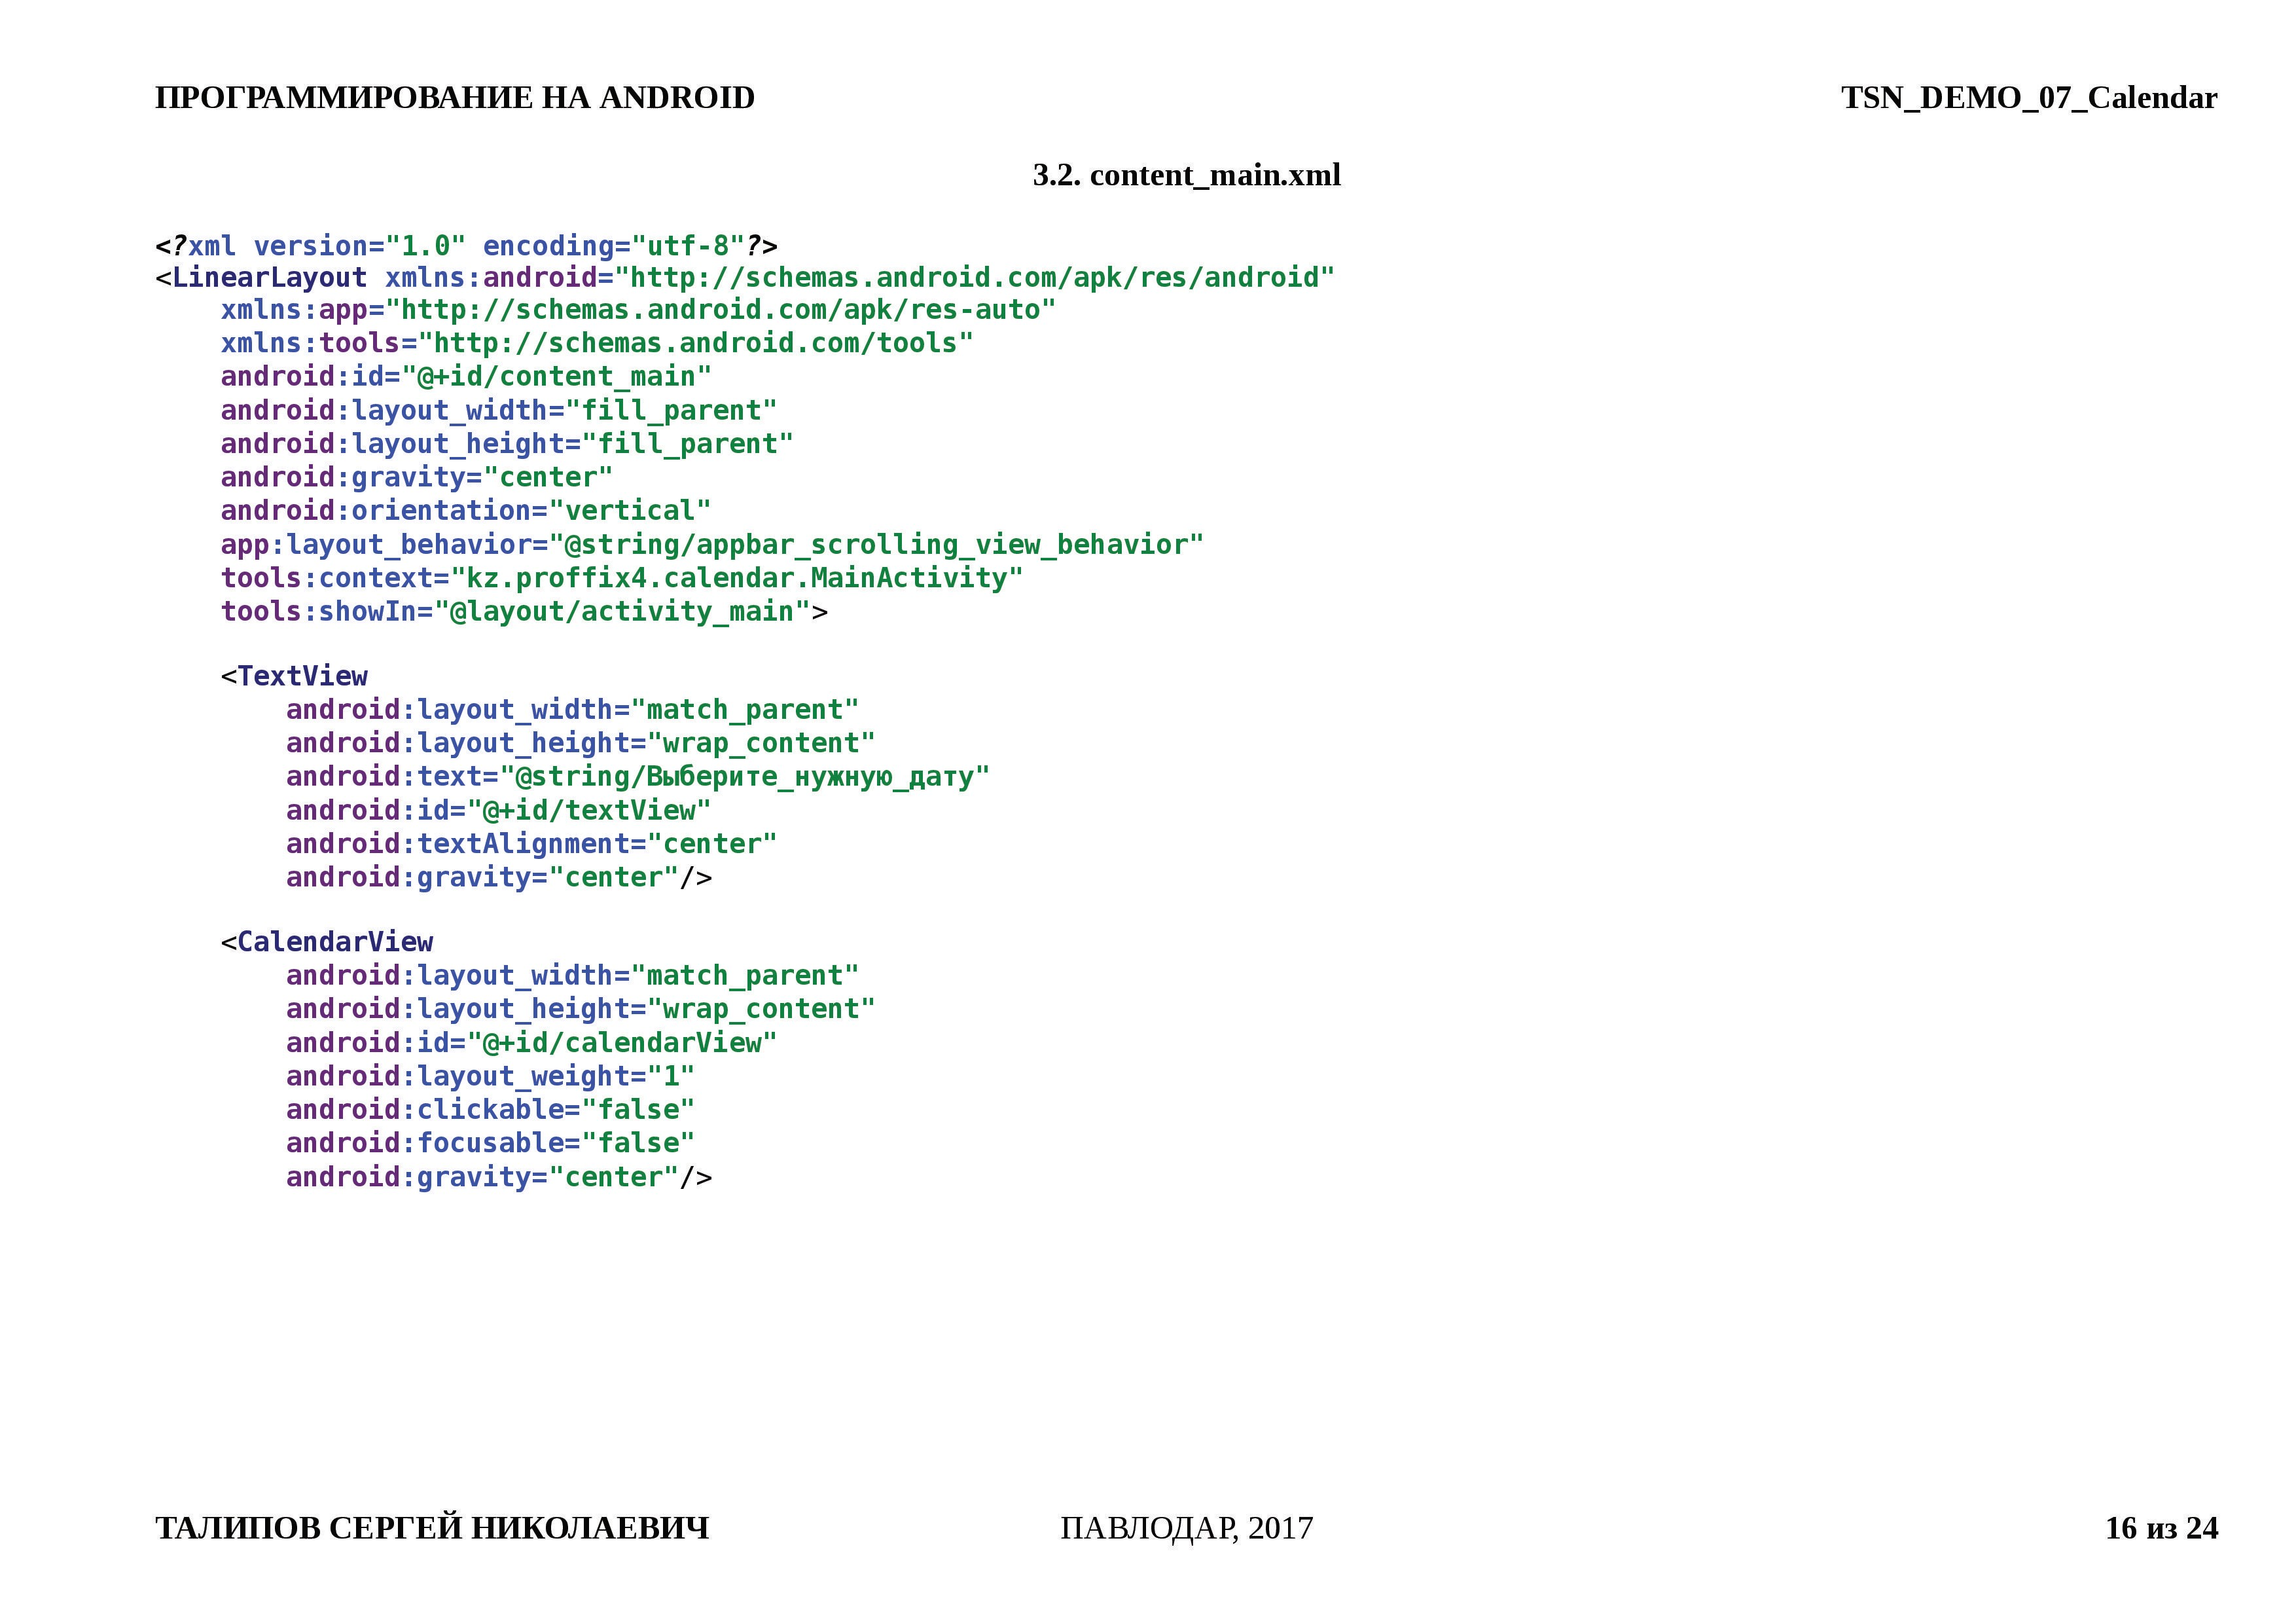 ПРОГРАММИРОВАНИЕ НА ANDROID TSN_DEMO_07_Calendar
3.2. content_main.xml
<?xml version="1.0" encoding="utf-8"?>
<LinearLayout xmlns:android="http://schemas.android.com/apk/res/android"
    xmlns:app="http://schemas.android.com/apk/res-auto"
    xmlns:tools="http://schemas.android.com/tools"
    android:id="@+id/content_main"
    android:layout_width="fill_parent"
    android:layout_height="fill_parent"
    android:gravity="center"
    android:orientation="vertical"
    app:layout_behavior="@string/appbar_scrolling_view_behavior"
    tools:context="kz.proffix4.calendar.MainActivity"
    tools:showIn="@layout/activity_main">
    <TextView
        android:layout_width="match_parent"
        android:layout_height="wrap_content"
        android:text="@string/Выберите_нужную_дату"
        android:id="@+id/textView"
        android:textAlignment="center"
        android:gravity="center"/>
    <CalendarView
        android:layout_width="match_parent"
        android:layout_height="wrap_content"
        android:id="@+id/calendarView"
        android:layout_weight="1"
        android:clickable="false"
        android:focusable="false"
        android:gravity="center"/>
ТАЛИПОВ СЕРГЕЙ НИКОЛАЕВИЧ ПАВЛОДАР, 2017 16 из 24